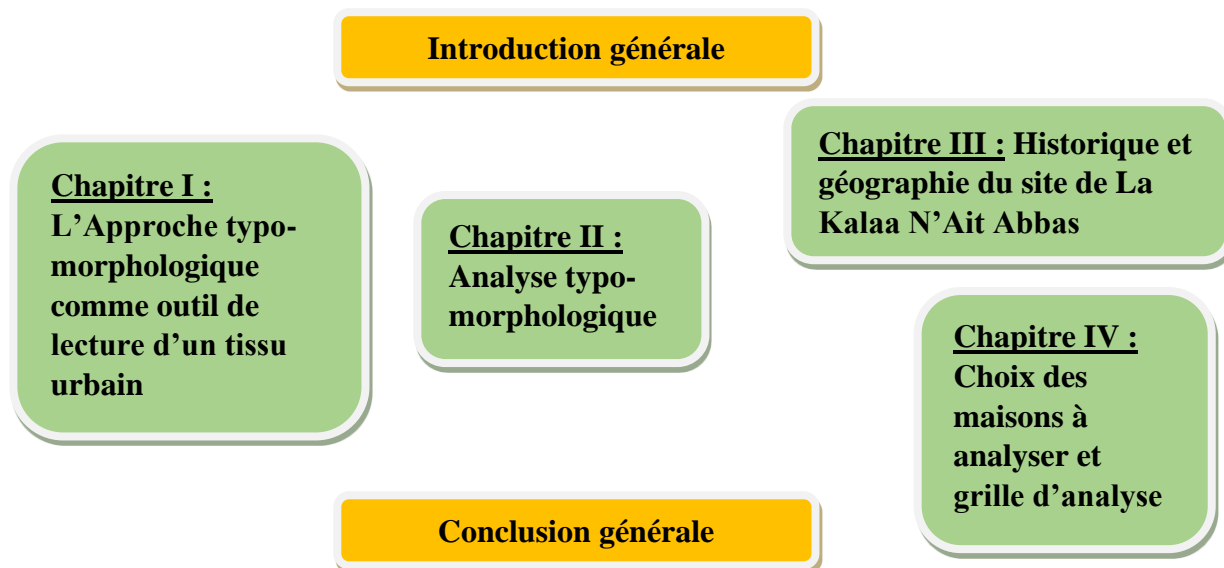 Introduction générale
Chapitre I :
L’Approche typo-
morphologique
comme outil de
lecture d’un tissu
urbain
Chapitre II :
Analyse typo-
morphologique
Chapitre III : Historique et
géographie du site de La
Kalaa N’Ait Abbas
Chapitre IV :
Choix des
maisons à
analyser et
grille d’analyse
Conclusion générale